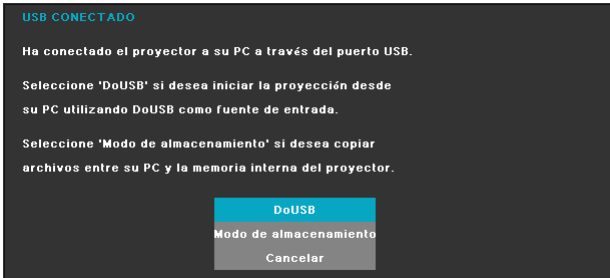 USB CONECTADO
Ha conectado el proyector a su PC a través del puerto USB.
Seleccione 'DoUSB' si desea iniciar la proyección desde
su PC utilizando DoUSB como fuente de entrada.
Seleccione 'Modo de almacenamiento' si desea copiar
archivos entre su PC y la memoria interna del proyector.
DoUSB
Modo de almacenamiento
Cancelar